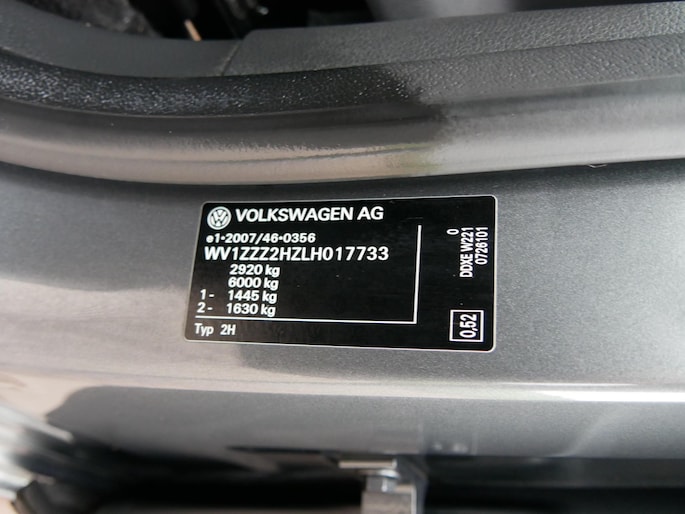 VOLKSWAGEN AG
e1*2007/46*0356
WV1ZZZ2HZLH017733
2920 kg
6000 kg
1- 1445 kg
2- 1630 kg
Typ 2H
0
DDXE W221
0726101
0,52